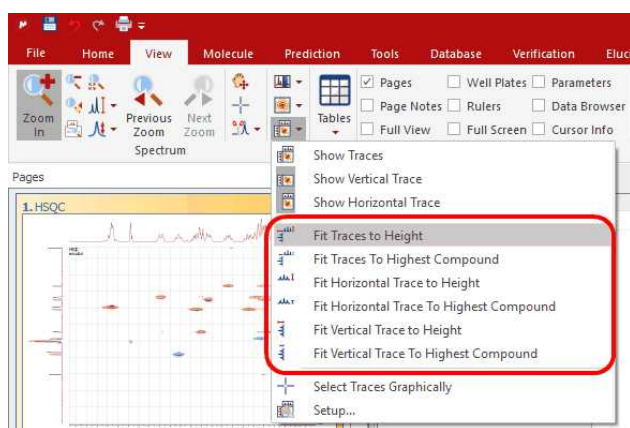 File Home View Molecule Prediction Tools Database Verification Eluc
Zoom In
Previous Zoom
Next Zoom
Spectrum
Tables
Pages Well Plates Parameters
Page Notes Rulers Data Browser
Full View Full Screen Cursor Info
Pages
1. HSQC
Show Traces
Show Vertical Trace
Show Horizontal Trace
Fit Traces to Height
Fit Traces To Highest Compound
Fit Horizontal Trace to Height
Fit Horizontal Trace To Highest Compound
Fit Vertical Trace to Height
Fit Vertical Trace To Highest Compound
Select Traces Graphically
Setup...